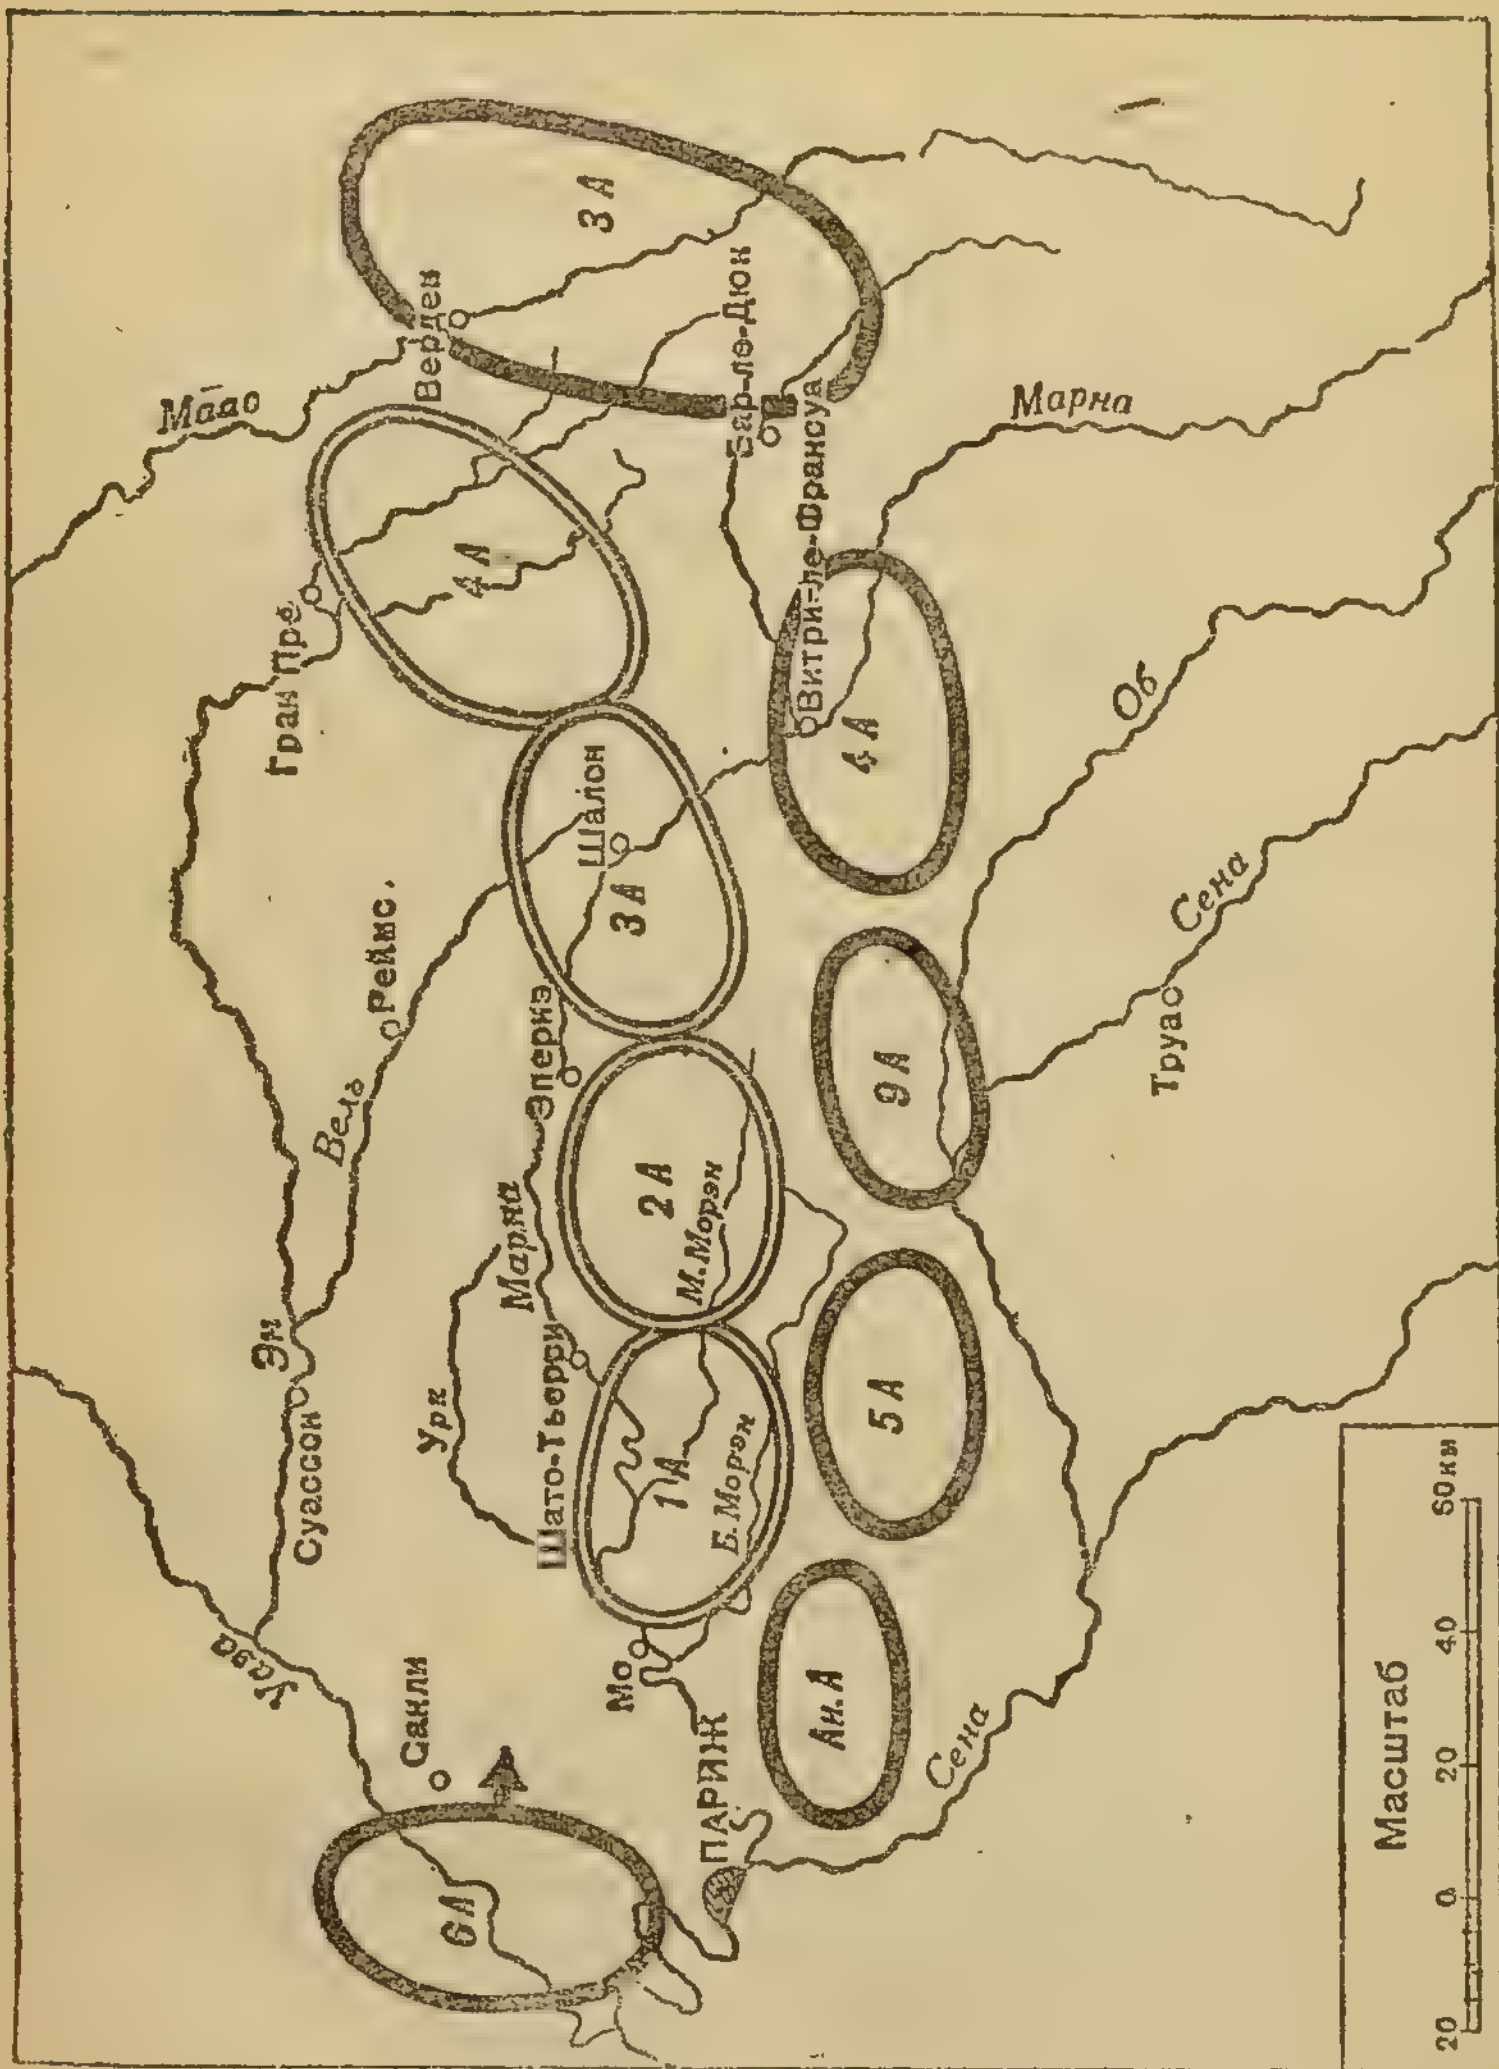 Маас
Верден
3 А
Гран Пре
4 А
Бар-ле-Дюк
Витри-ле-Франсуа
Марна
4 А
Об
Шалон
3 А
Реймс.
Вель
Эн
Суассон
Эпернэ
Марна
2 А
М. Морэн
9 А
Сена
Труас
Урк
Шато-Тьерри
1 А
Б. Морэн
5 А
Уаза
Санли
Мо
ПАРИЖ
Ан. А
Сена
6 А
Масштаб
20 0 20 40 60 км